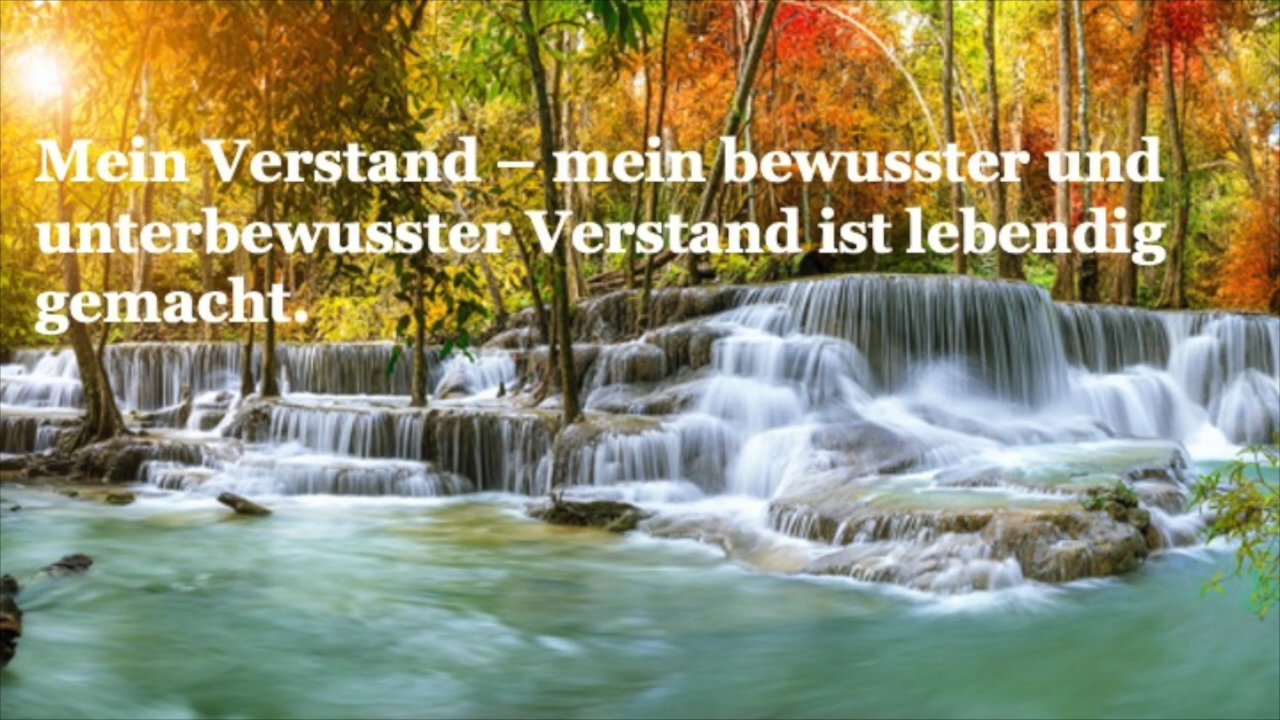 Mein Verstand – mein bewusster und
unterbewusster Verstand ist lebendig
gemacht.